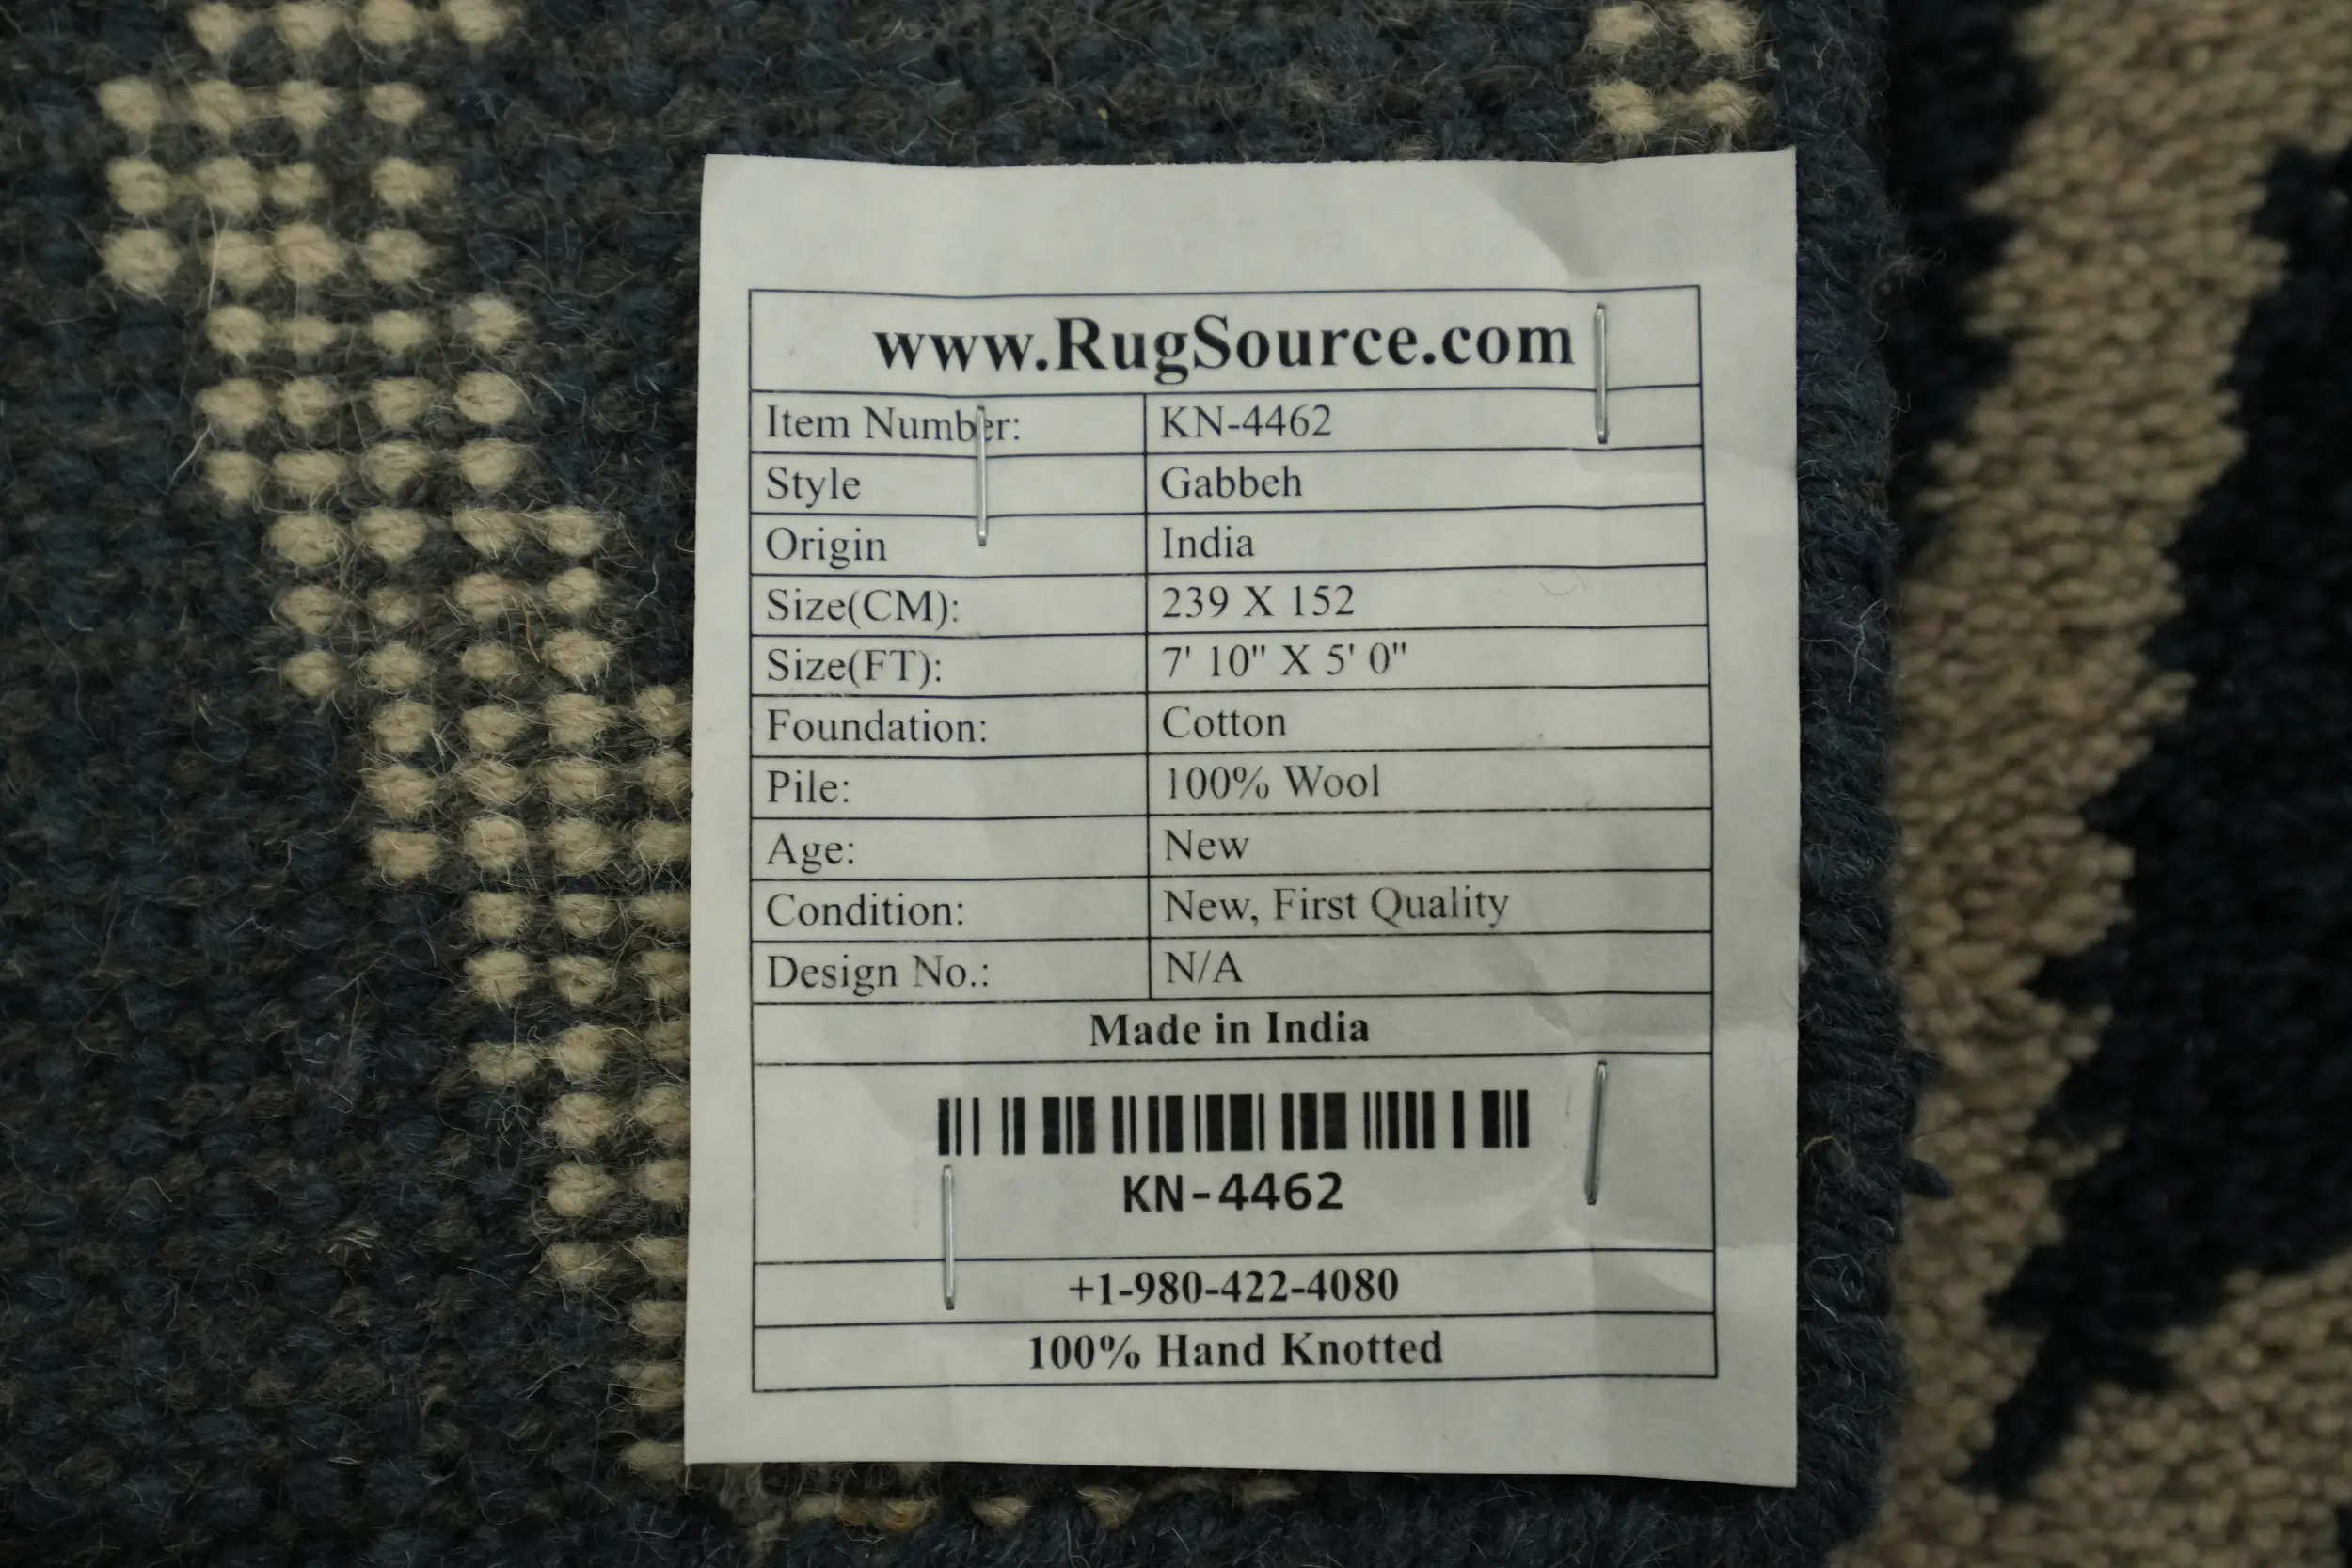 www.RugSource.com
Item Number: KN-4462
Style Gabbeh
Origin India
Size(CM): 239 X 152
Size(FT): 7' 10" X 5' 0"
Foundation: Cotton
Pile: 100% Wool
Age: New
Condition: New, First Quality
Design No.: N/A
Made in India
KN-4462
+1-980-422-4080
100% Hand Knotted